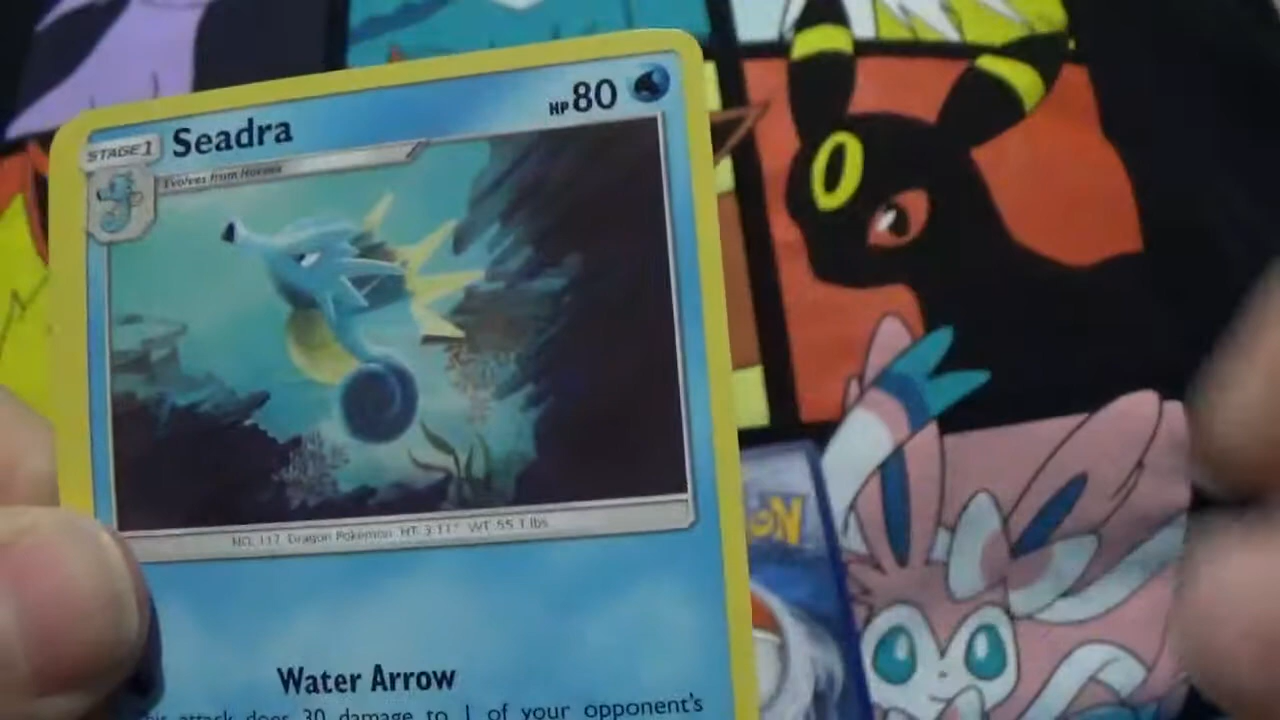 HP 80
STAGE 1
Seadra
Evolves from Horsea
NO. 117 Dragon Pokémon HT: 3'11" WT: 55.1 lbs
Water Arrow
attack does 30 damage to 1 of your opponent's